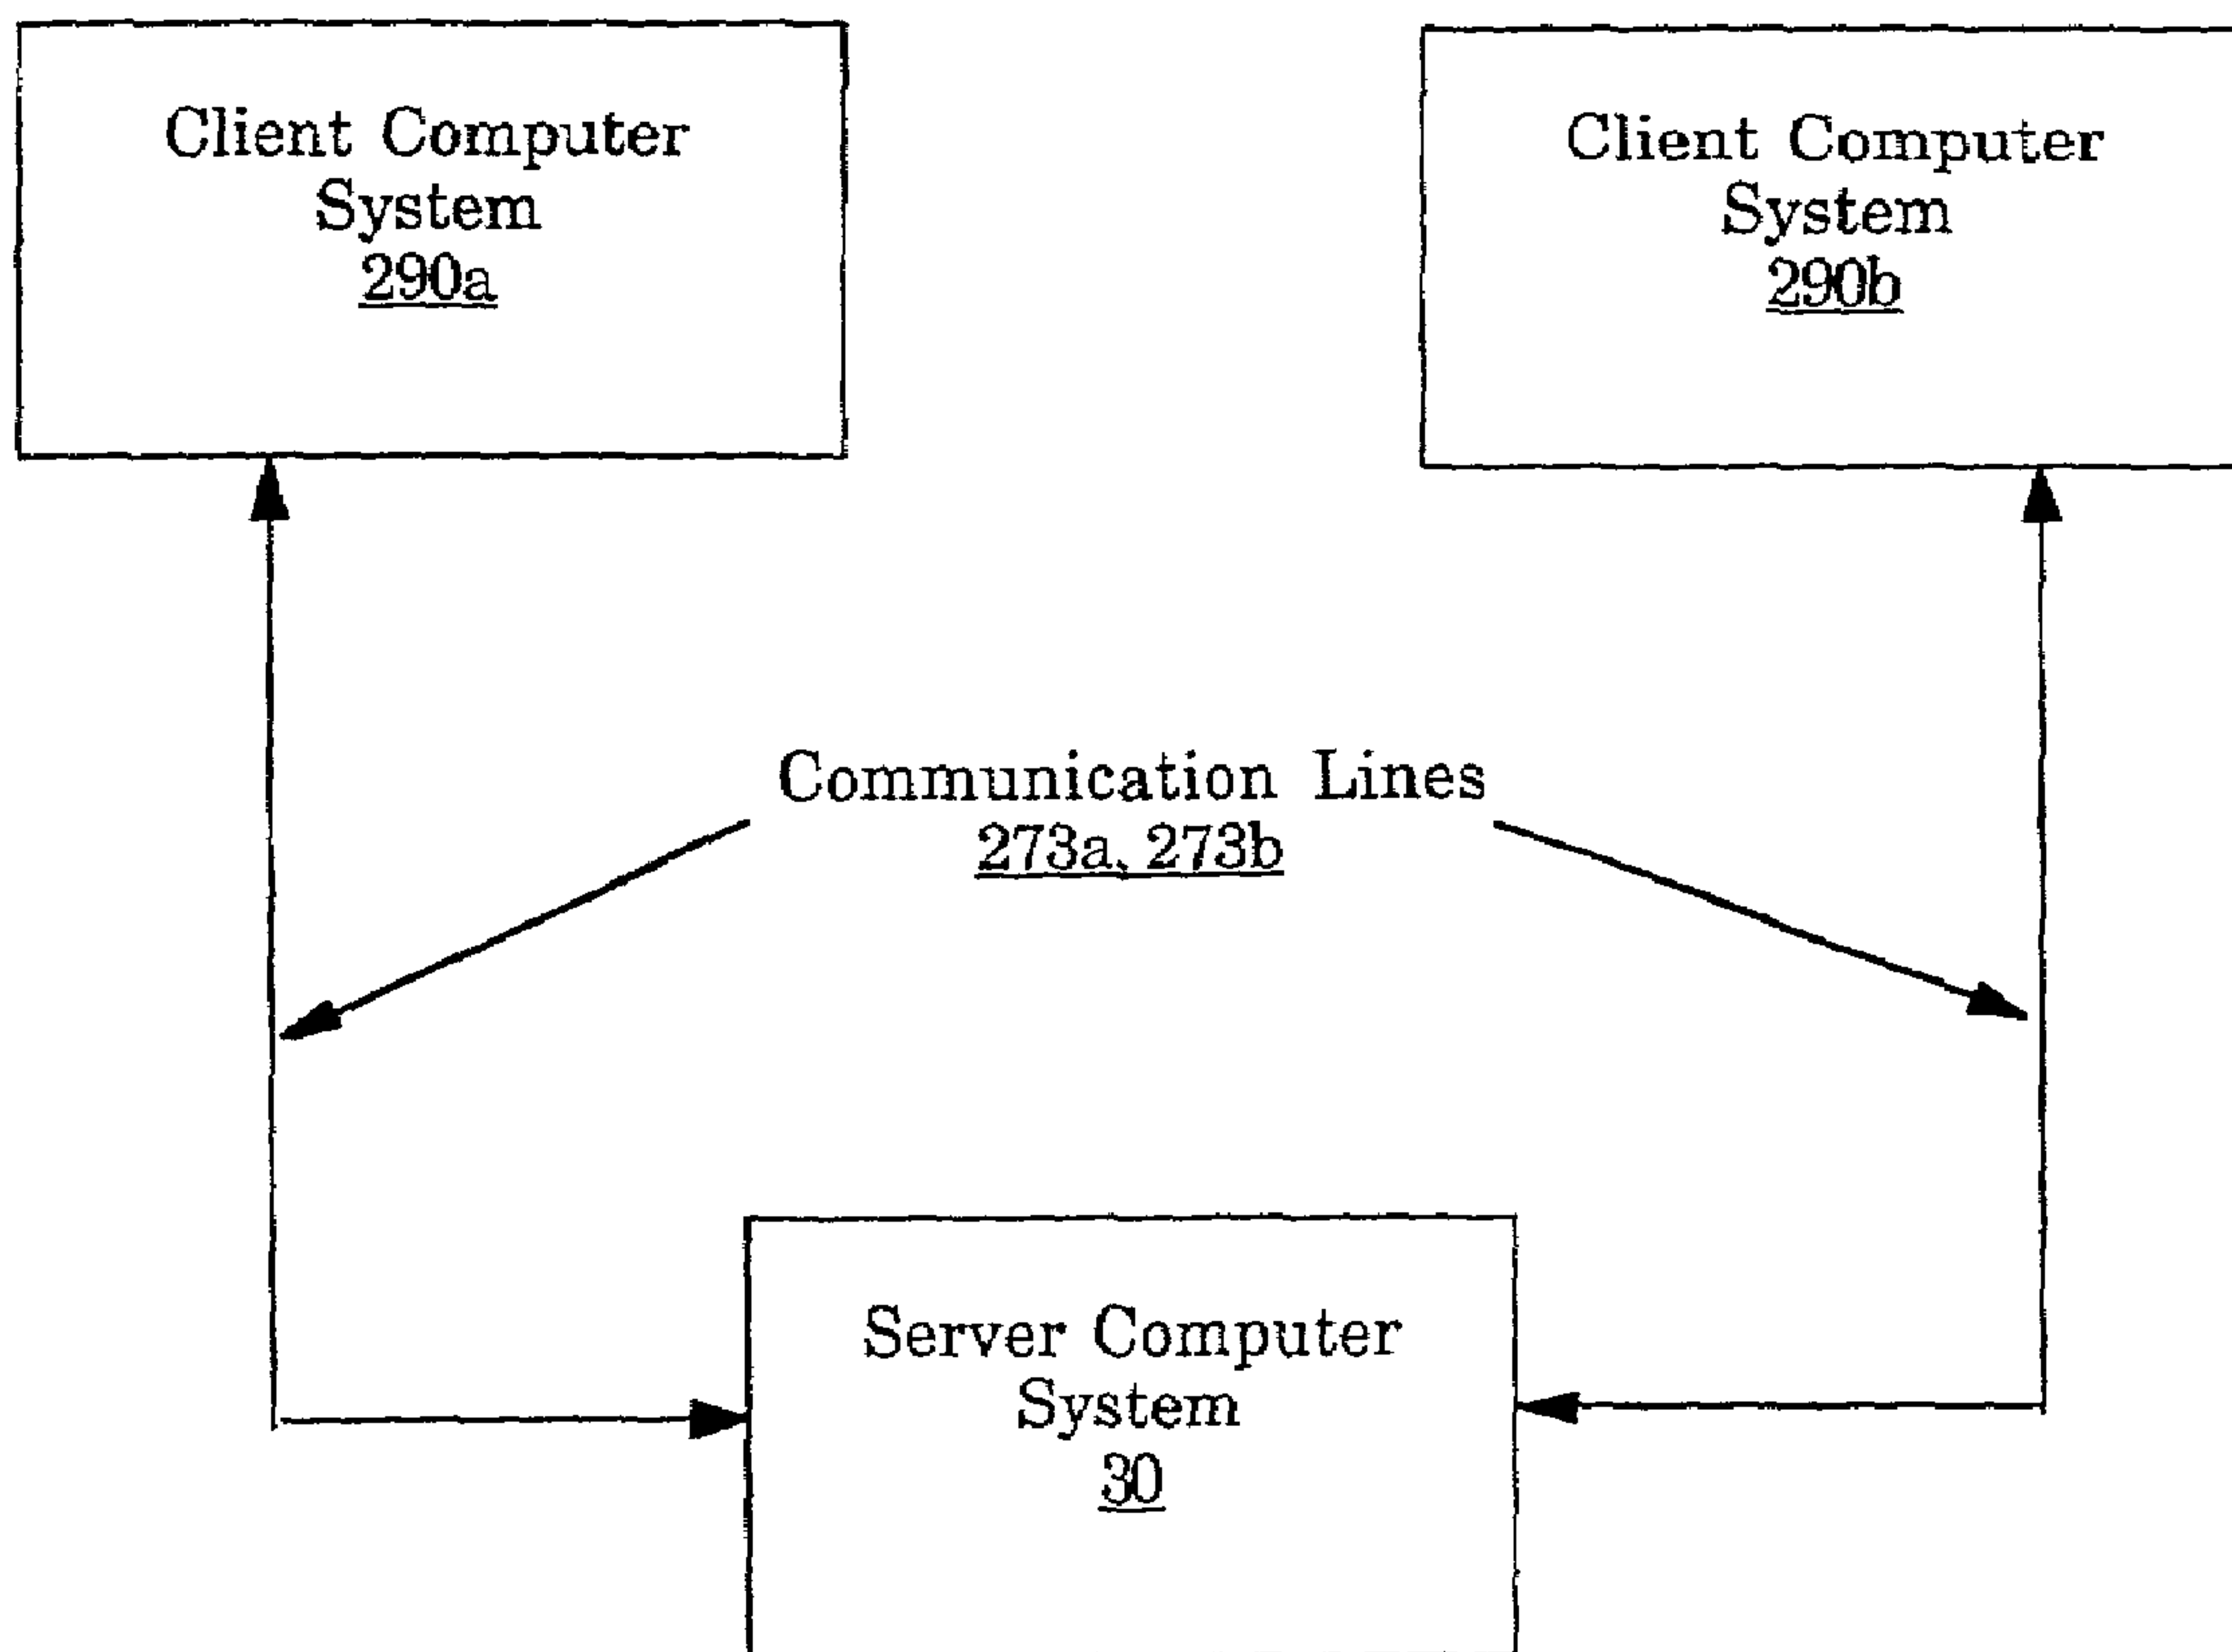 Client Computer
System
290a
Client Computer
System
290b
Communication Lines
273a, 273b
Server Computer
System
30